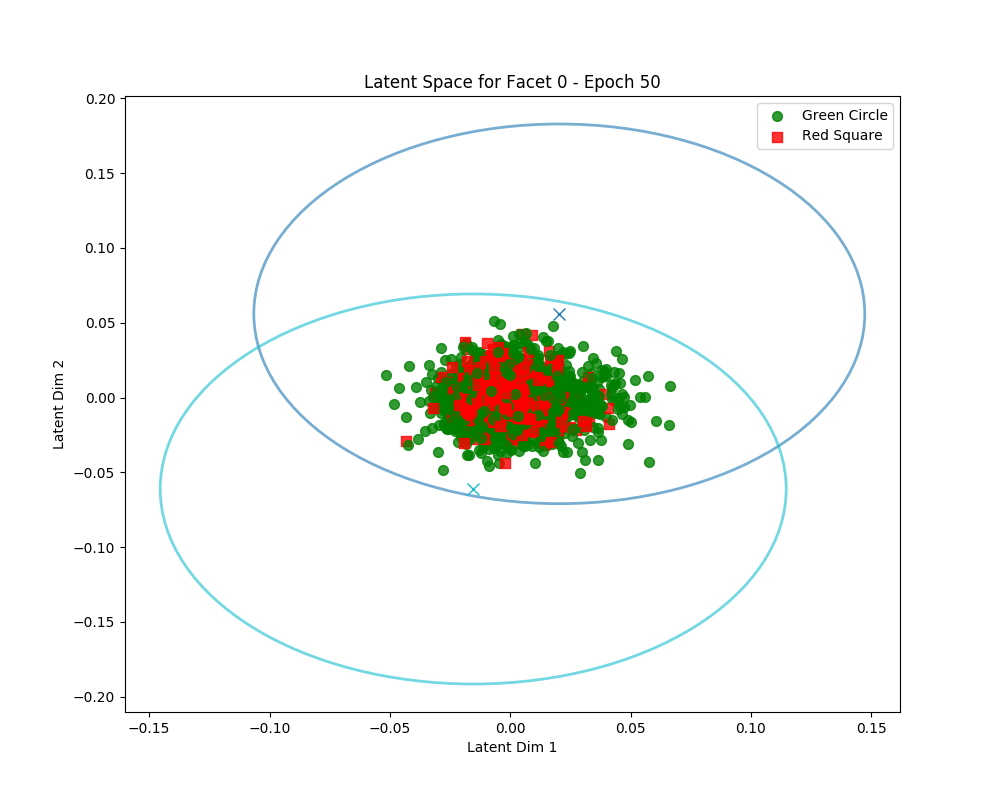 Latent Space for Facet 0 - Epoch 50
Green Circle
Red Square
0.20
0.15
0.10
0.05
0.00
−0.05
−0.10
−0.15
−0.20
Latent Dim 2
−0.15 −0.10 −0.05 0.00 0.05 0.10 0.15
Latent Dim 1